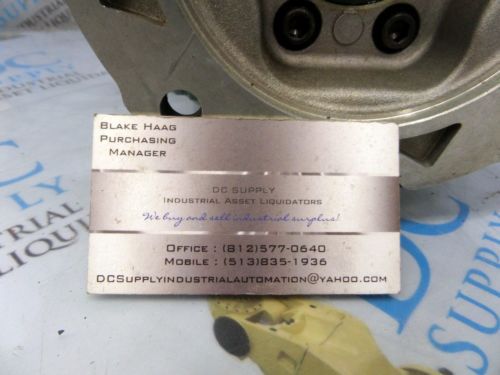 Blake Haag
Purchasing
Manager
DC Supply
Industrial Asset Liquidators
We buy and sell industrial surplus!
Office : (812)577-0640
Mobile : (513)835-1936
DCSupplyindustrialautomation@yahoo.com